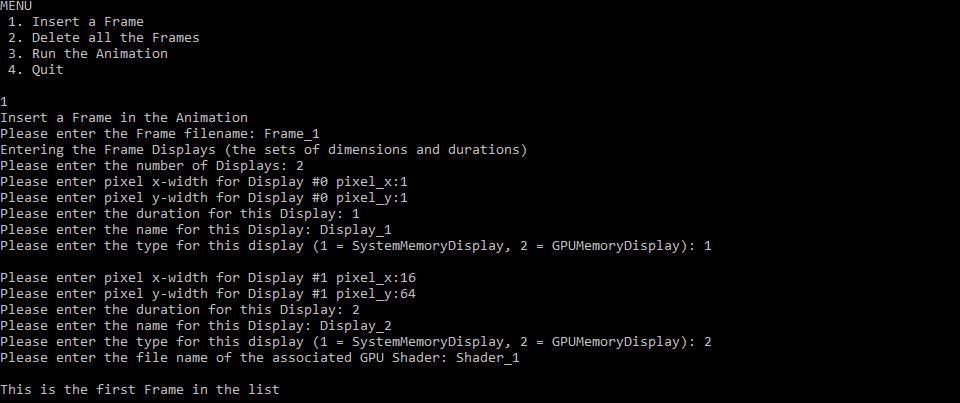 MENU
1. Insert a Frame
2. Delete all the Frames
3. Run the Animation
4. Quit
1
Insert a Frame in the Animation
Please enter the Frame filename: Frame_1
Entering the Frame Displays (the sets of dimensions and durations)
Please enter the number of Displays: 2
Please enter pixel x-width for Display #0 pixel_x:1
Please enter pixel y-width for Display #0 pixel_y:1
Please enter the duration for this Display: 1
Please enter the name for this Display: Display_1
Please enter the type for this display (1 = SystemMemoryDisplay, 2 = GPUMemoryDisplay): 1
Please enter pixel x-width for Display #1 pixel_x:16
Please enter pixel y-width for Display #1 pixel_y:64
Please enter the duration for this Display: 2
Please enter the name for this Display: Display_2
Please enter the type for this display (1 = SystemMemoryDisplay, 2 = GPUMemoryDisplay): 2
Please enter the file name of the associated GPU Shader: Shader_1
This is the first Frame in the list